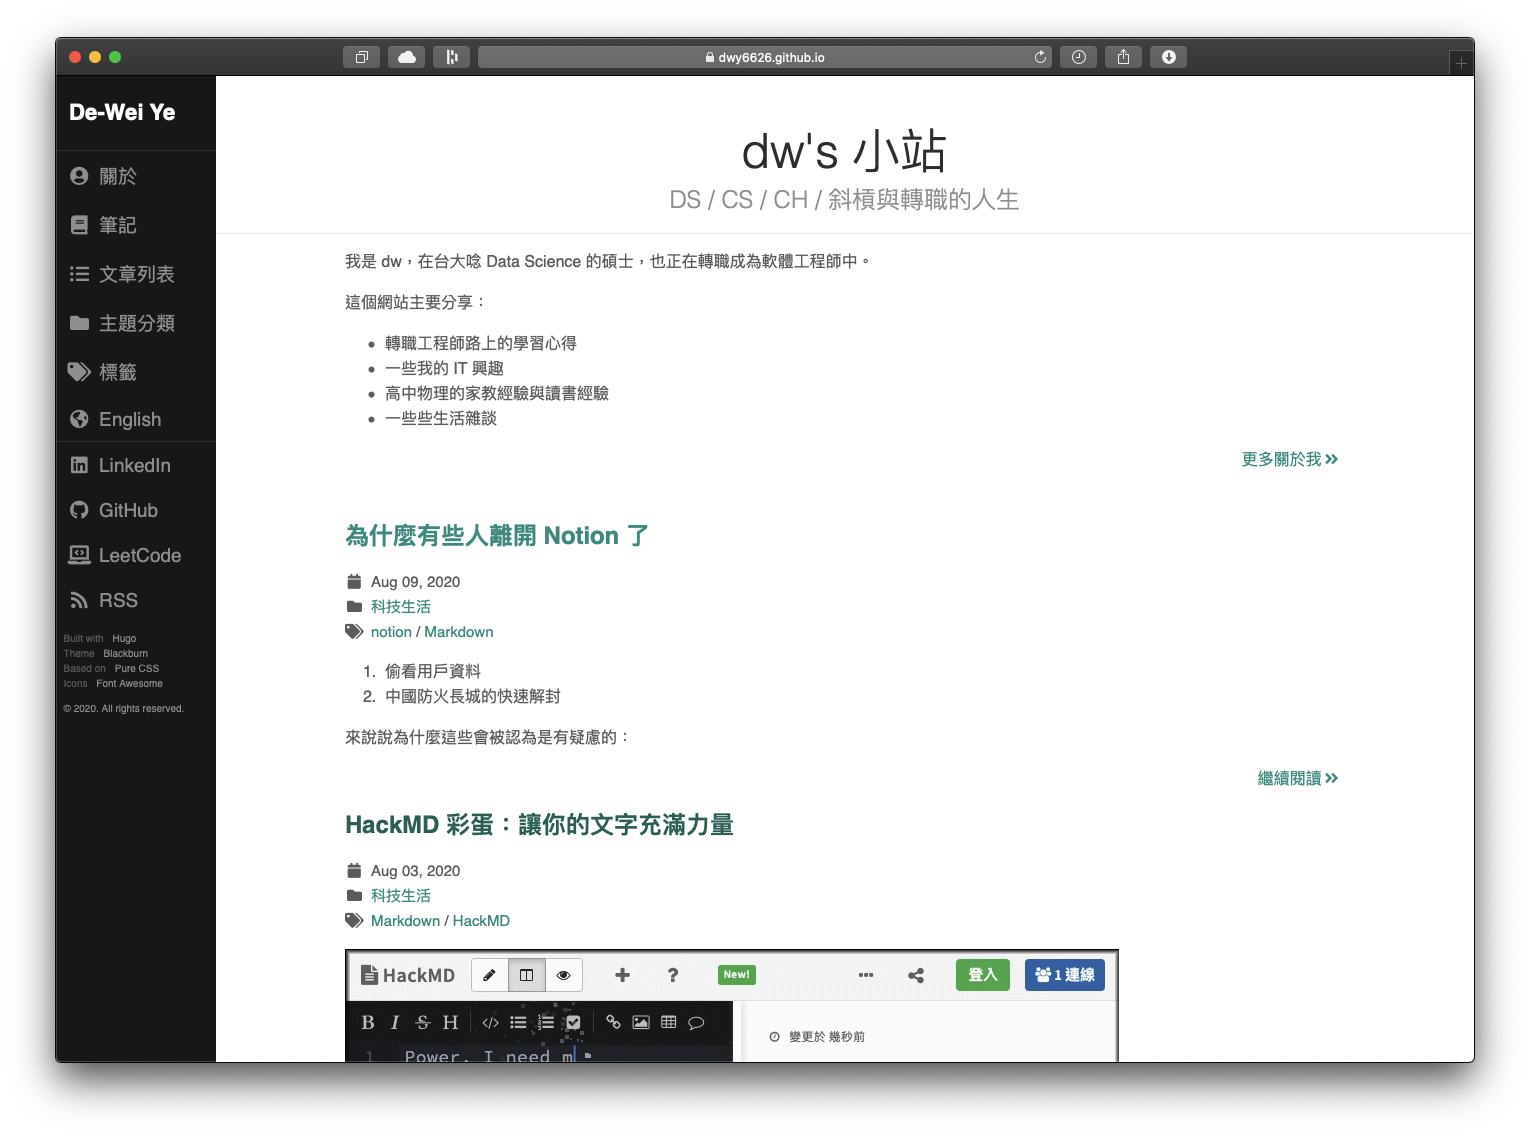 dwy6626.github.io
De-Wei Ye
關於
筆記
文章列表
主題分類
標籤
English
LinkedIn
GitHub
LeetCode
RSS
Built with Hugo
Theme Blackburn
Based on Pure CSS
Icons Font Awesome
© 2020. All rights reserved.
dw's 小站
DS / CS / CH / 斜槓與轉職的人生
我是 dw，在台大唸 Data Science 的碩士，也正在轉職成為軟體工程師中。
這個網站主要分享：
• 轉職工程師路上的學習心得
• 一些我的 IT 興趣
• 高中物理的家教經驗與讀書經驗
• 一些些生活雜談
更多關於我 »
為什麼有些人離開 Notion 了
Aug 09, 2020
科技生活
notion / Markdown
1. 偷看用戶資料
2. 中國防火長城的快速解封
來說說為什麼這些會被認為是有疑慮的：
繼續閱讀 »
HackMD 彩蛋：讓你的文字充滿力量
Aug 03, 2020
科技生活
Markdown / HackMD
HackMD New! 登入 1 連線
B I S H
變更於 幾秒前
1 Power. I need m